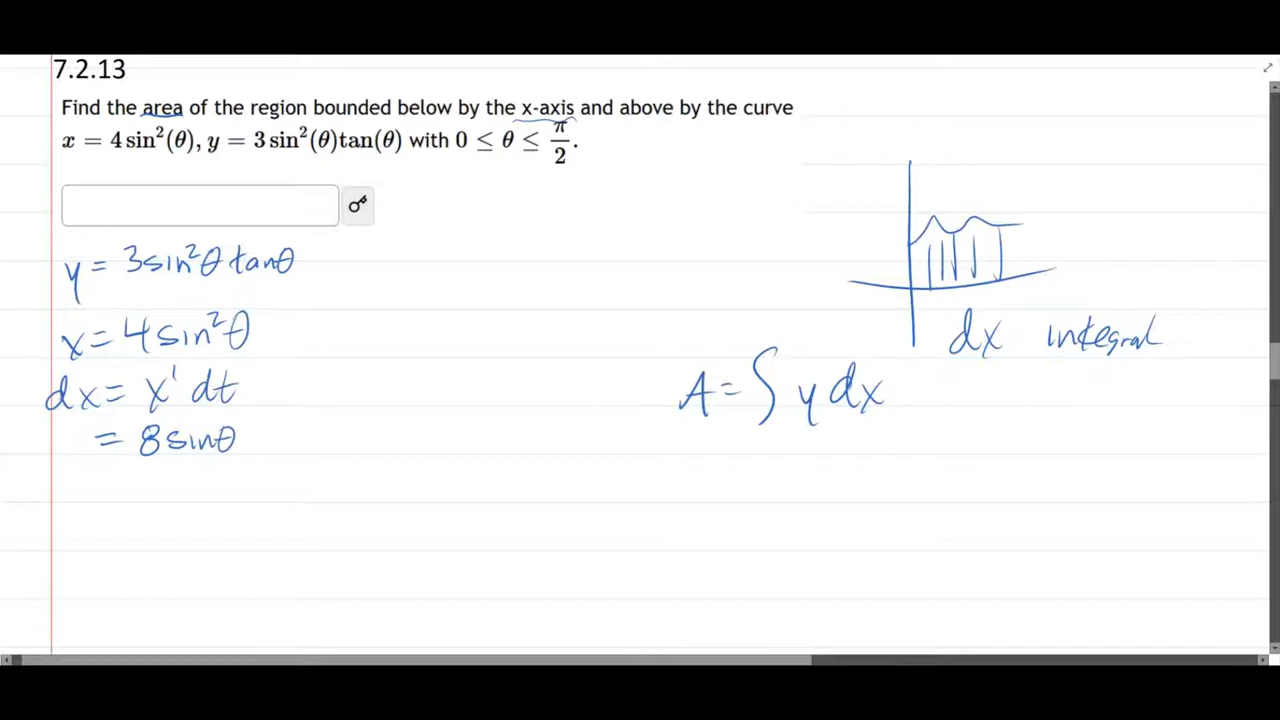 7.2.13
Find the area of the region bounded below by the x-axis and above by the curve
x = 4 sin²(θ), y = 3 sin²(θ)tan(θ) with 0 ≤ θ ≤ π/2.
y = 3sin²θ tanθ
x = 4sin²θ
dx = x' dt
= 8sinθ
dx integral
A = ∫ y dx